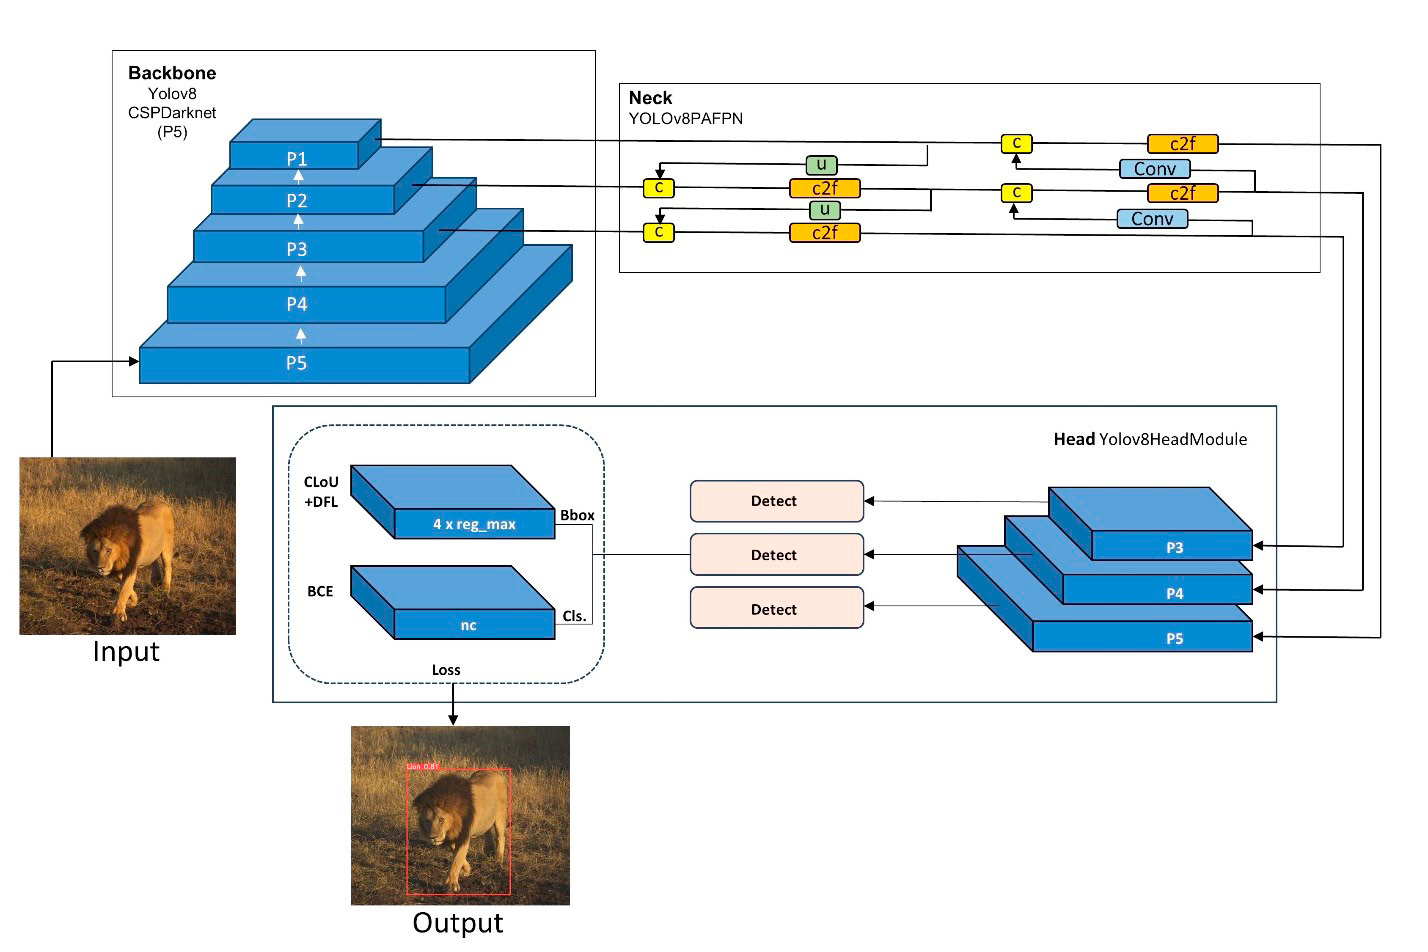 Backbone
Yolov8
CSPDarknet
(P5)
P1
P2
P3
P4
P5
Neck
YOLOv8PAFPN
c
c2f
u
Conv
c
c2f
c
c2f
u
Conv
c
c2f
Input
Head Yolov8HeadModule
CLoU
+DFL
4 x reg_max
Bbox
BCE
nc
Cls.
Loss
Detect
Detect
Detect
P3
P4
P5
Lion 0.81
Output